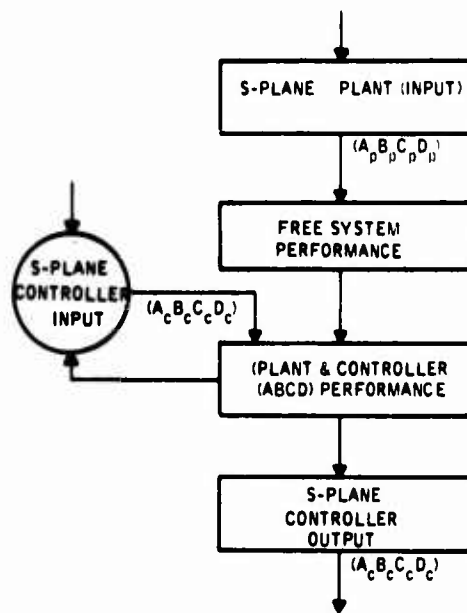 S-PLANE PLANT (INPUT)
(ApBpCpDp)
FREE SYSTEM
PERFORMANCE
S-PLANE
CONTROLLER
INPUT
(AcBcCcDc)
(PLANT & CONTROLLER
(ABCD) PERFORMANCE
S-PLANE
CONTROLLER
OUTPUT
(AcBcCcDc)